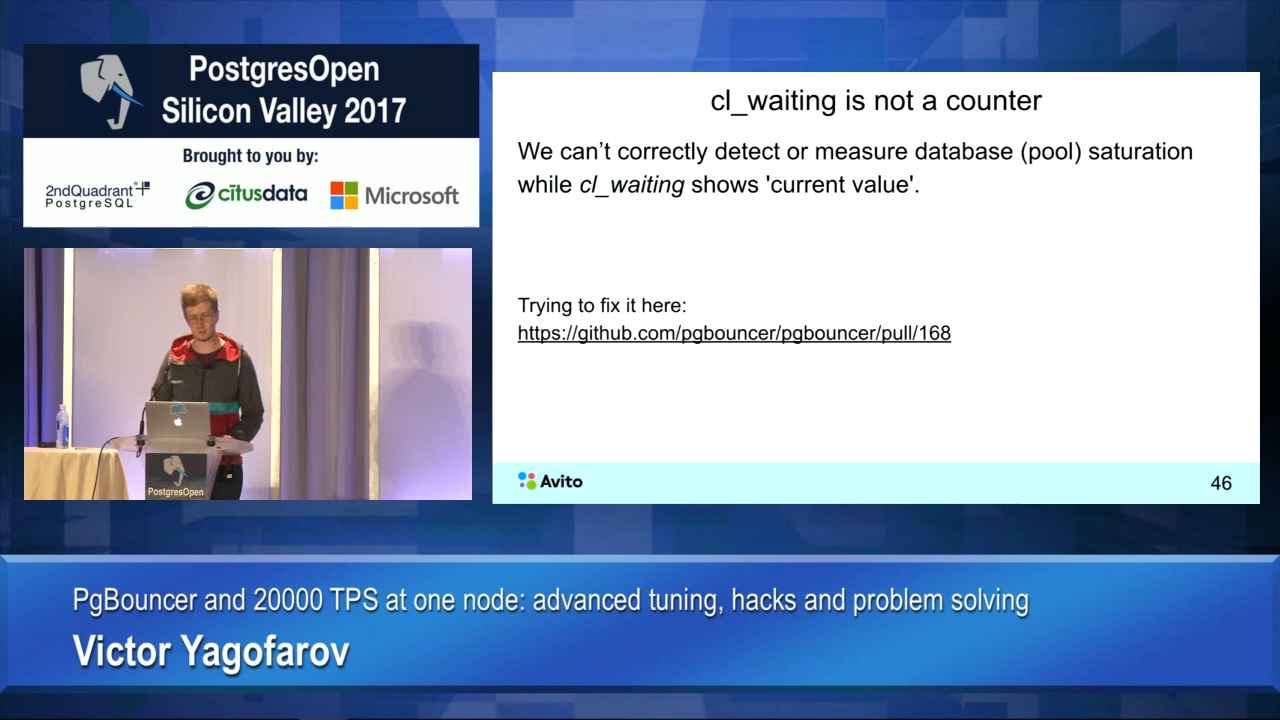 PostgresOpen
Silicon Valley 2017
Brought to you by:
2ndQuadrant
PostgreSQL
citusdata
Microsoft
cl_waiting is not a counter
We can’t correctly detect or measure database (pool) saturation
while cl_waiting shows 'current value'.
Trying to fix it here:
https://github.com/pgbouncer/pgbouncer/pull/168
Avito
46
PostgresOpen
PgBouncer and 20000 TPS at one node: advanced tuning, hacks and problem solving
Victor Yagofarov